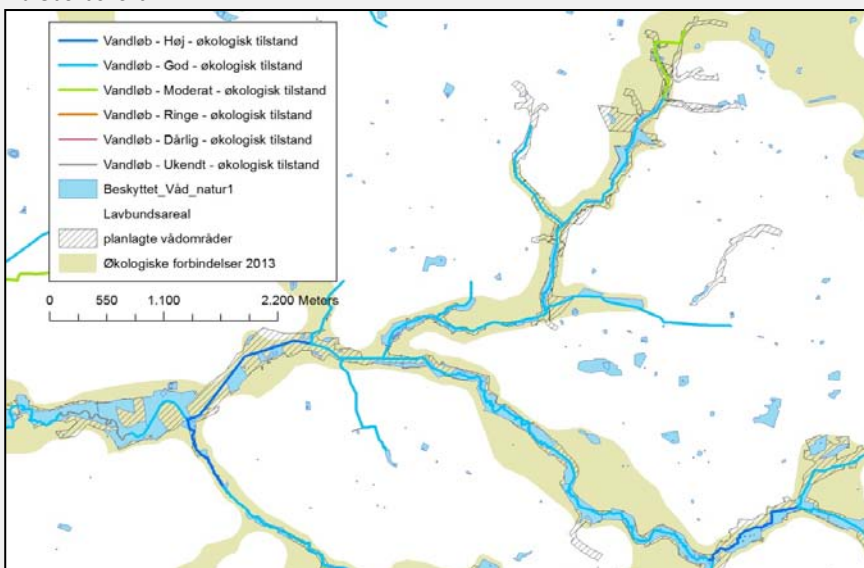 Vandløb - Høj - økologisk tilstand
Vandløb - God - økologisk tilstand
Vandløb - Moderat - økologisk tilstand
Vandløb - Ringe - økologisk tilstand
Vandløb - Dårlig - økologisk tilstand
Vandløb - Ukendt - økologisk tilstand
Beskyttet_Våd_natur1
Lavbundsareal
planlagte vådområder
Økologiske forbindelser 2013
0 550 1.100 2.200 Meters